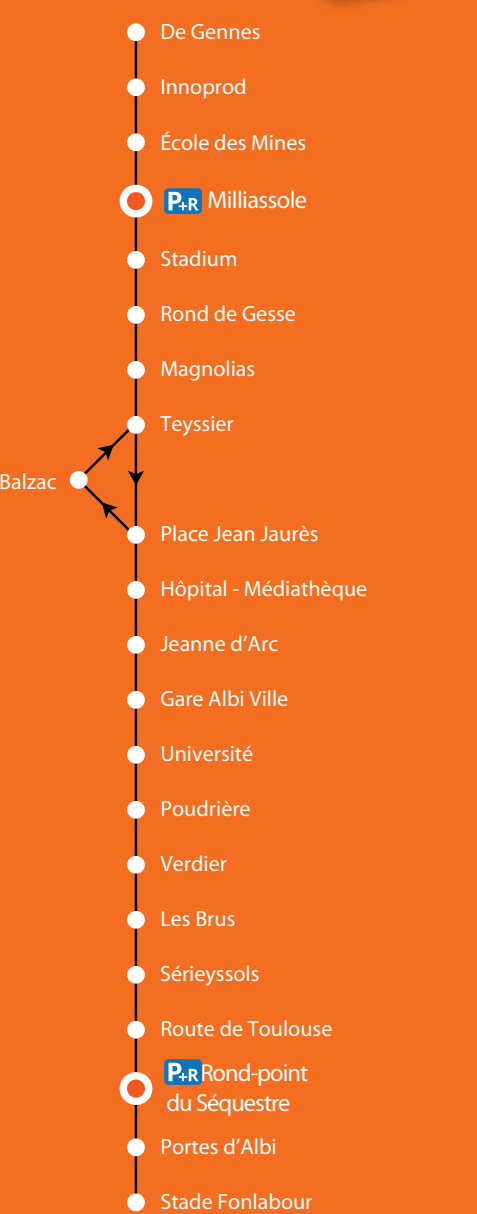 De Gennes
Innoprod
École des Mines
P+R Milliassole
Stadium
Rond de Gesse
Magnolias
Teyssier
Balzac
Place Jean Jaurès
Hôpital - Médiathèque
Jeanne d'Arc
Gare Albi Ville
Université
Poudrière
Verdier
Les Brus
Sérieyssols
Route de Toulouse
P+R Rond-point
du Séquestre
Portes d'Albi
Stade Fonlabour